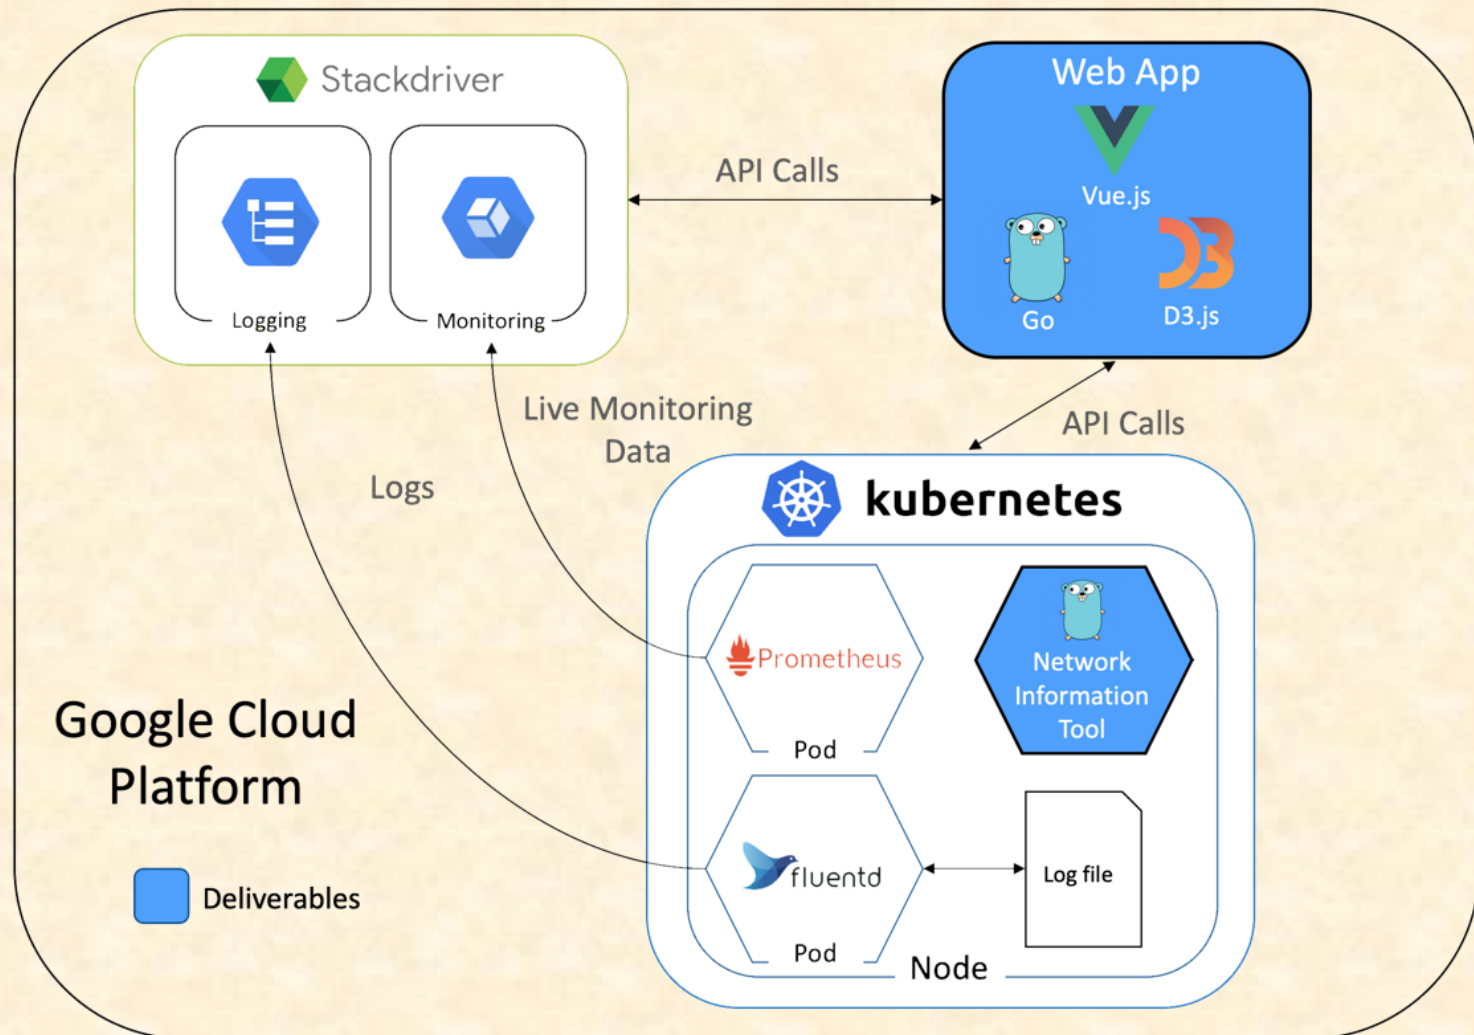 Stackdriver
Logging
Monitoring
API Calls
Web App
Vue.js
Go
D3.js
Live Monitoring
Data
Logs
API Calls
kubernetes
Prometheus
Pod
Network
Information
Tool
fluentd
Pod
Log file
Node
Google Cloud
Platform
Deliverables